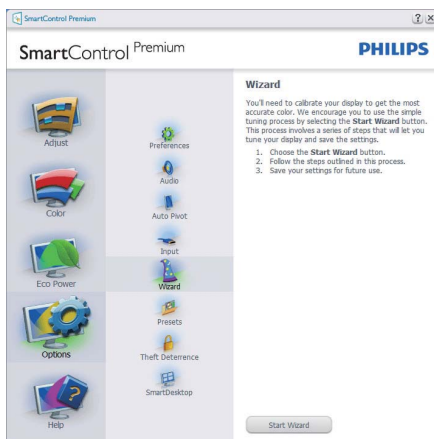 SmartControl Premium
SmartControl Premium
PHILIPS
Adjust
Color
Eco Power
Options
Help
Preferences
Audio
Auto Pivot
Input
Wizard
Presets
Theft Deterrence
SmartDesktop
Wizard
You'll need to calibrate your display to get the most
accurate color. We encourage you to use the simple
tuning process by selecting the Start Wizard button.
This process involves a series of steps that will let you
tune your display and save the settings.
1. Choose the Start Wizard button.
2. Follow the steps outlined in this process.
3. Save your settings for future use.
Start Wizard